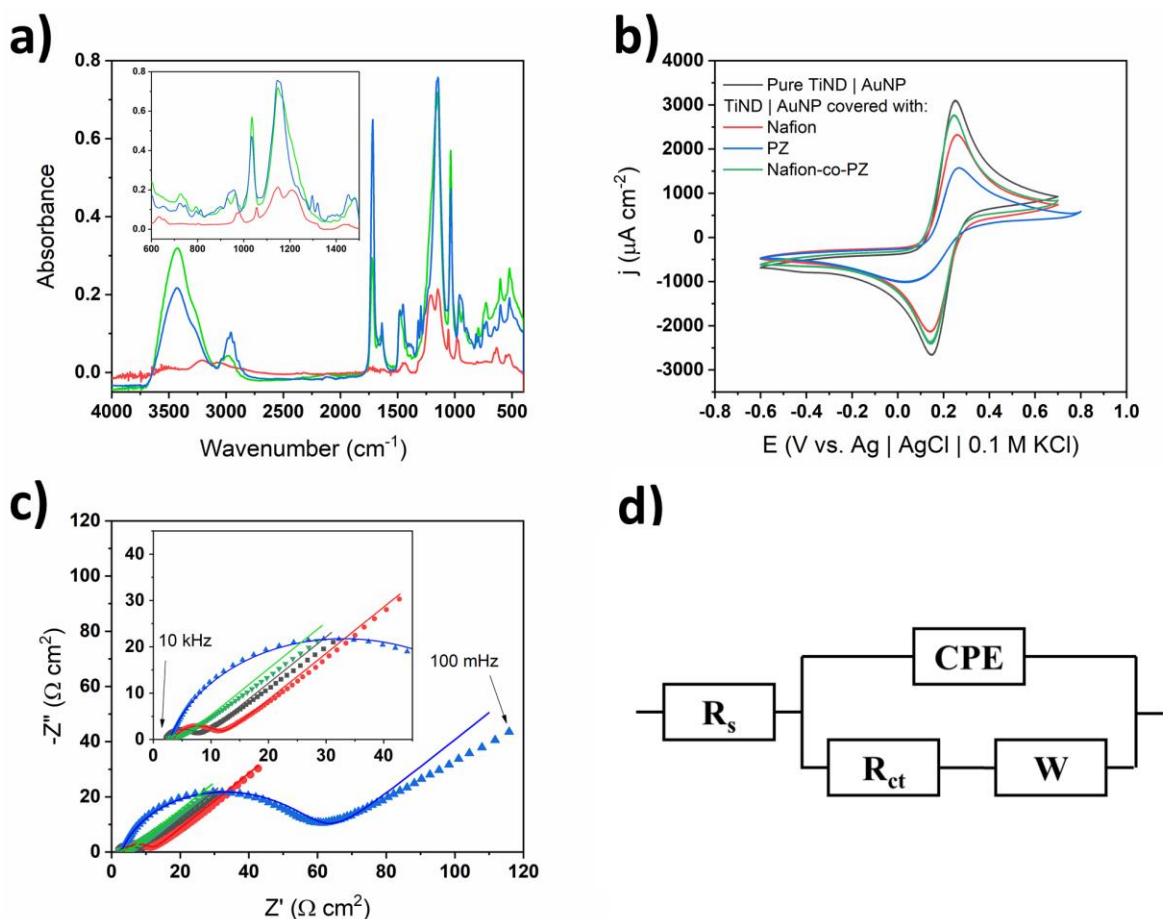 a)
0.8
0.6
0.4
0.2
0.0
Absorbance
4000 3500 3000 2500 2000 1500 1000 500
Wavenumber (cm⁻¹)
0.8
0.6
0.4
0.2
0.0
600 800 1000 1200 1400
b)
4000
3000
2000
1000
0
-1000
-2000
-3000
j (µA cm⁻²)
Pure TiND | AuNP
TiND | AuNP covered with:
Nafion
PZ
Nafion-co-PZ
-0.8 -0.6 -0.4 -0.2 0.0 0.2 0.4 0.6 0.8 1.0
E (V vs. Ag | AgCl | 0.1 M KCl)
c)
120
100
80
60
40
20
0
-Z'' (Ω cm²)
40
30
20
10
0
0 10 20 30 40
10 kHz
100 mHz
0 20 40 60 80 100 120
Z' (Ω cm²)
d)
CPE
Rₛ
R_ct
W